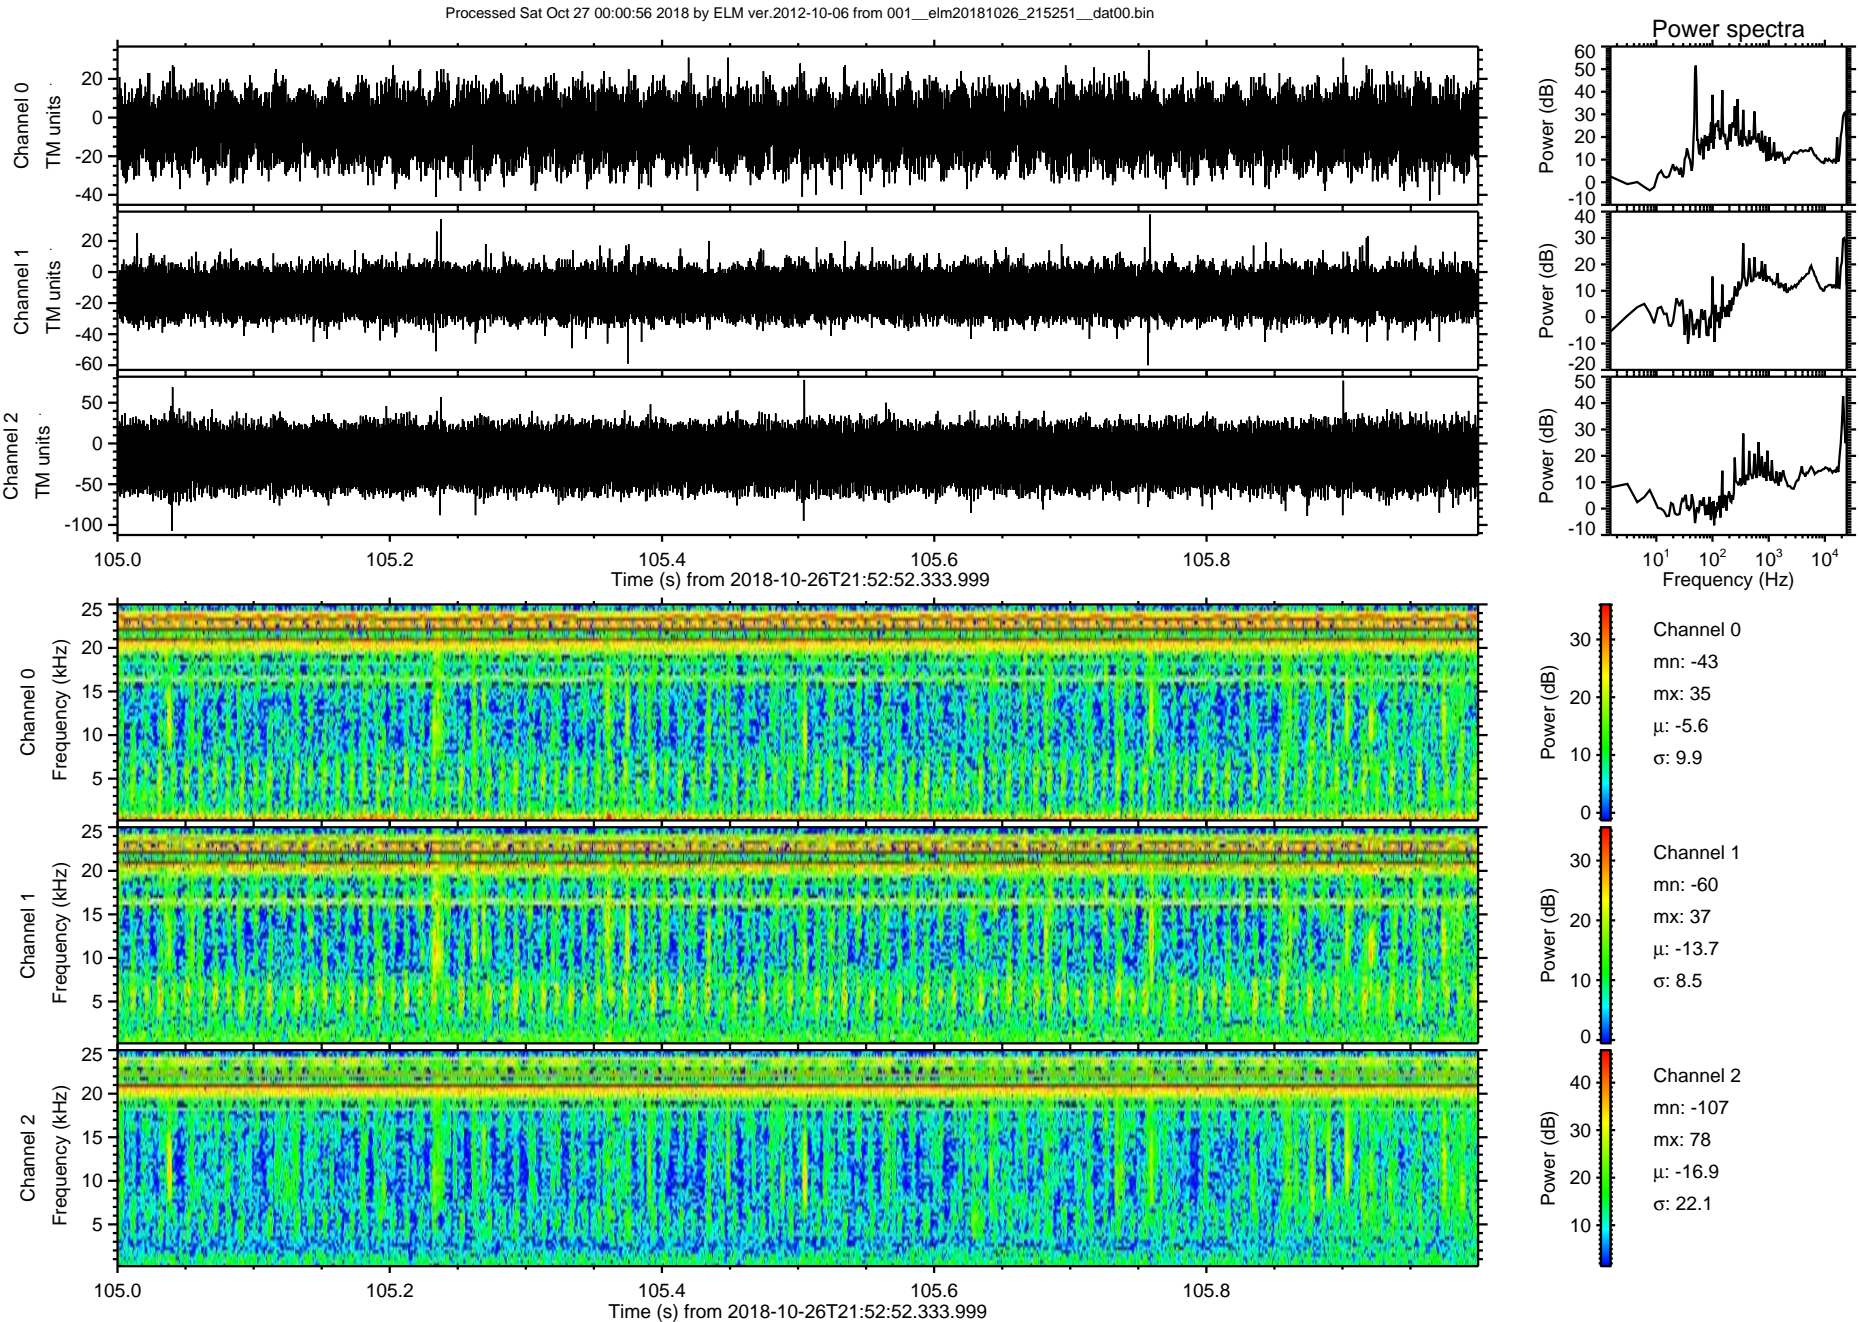 Processed Sat Oct 27 00:00:56 2018 by ELM ver.2012-10-06 from 001__elm20181026_215251__dat00.bin
Power spectra
Channel 0
TM units
20
0
-20
-40
Power (dB)
60
50
40
30
20
10
0
-10
Channel 1
TM units
20
0
-20
-40
-60
Power (dB)
40
30
20
10
0
-10
-20
Channel 2
TM units
50
0
-50
-100
Power (dB)
50
40
30
20
10
0
-10
105.0 105.2 105.4 105.6 105.8
Time (s) from 2018-10-26T21:52:52.333.999
10^1 10^2 10^3 10^4
Frequency (Hz)
Channel 0
Frequency (kHz)
25
20
15
10
5
Power (dB)
30
20
10
0
Channel 0
mn: -43
mx: 35
μ: -5.6
σ: 9.9
Channel 1
Frequency (kHz)
25
20
15
10
5
Power (dB)
30
20
10
0
Channel 1
mn: -60
mx: 37
μ: -13.7
σ: 8.5
Channel 2
Frequency (kHz)
25
20
15
10
5
Power (dB)
40
30
20
10
Channel 2
mn: -107
mx: 78
μ: -16.9
σ: 22.1
105.0 105.2 105.4 105.6 105.8
Time (s) from 2018-10-26T21:52:52.333.999